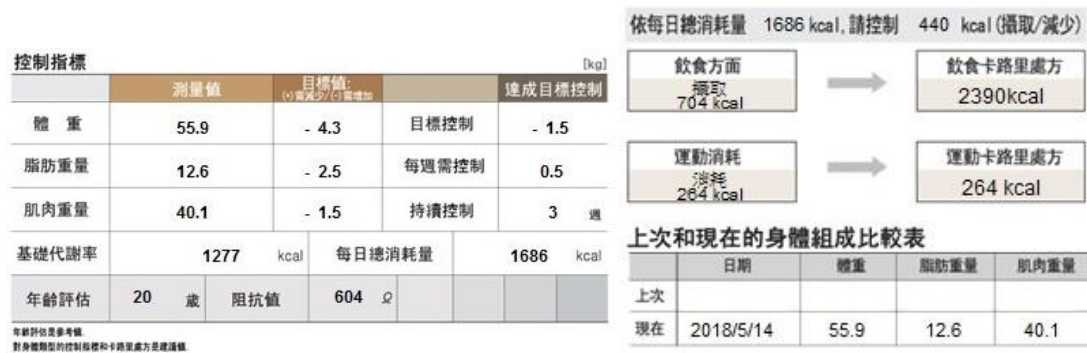 控制指標 [kg]
測量值 目標值: 達成目標控制
(+)需減少/(-)需增加
體 重 55.9 - 4.3 目標控制 - 1.5
脂肪重量 12.6 - 2.5 每週需控制 0.5
肌肉重量 40.1 - 1.5 持續控制 3 週
基礎代謝率 1277 kcal 每日總消耗量 1686 kcal
年齡評估 20 歲 阻抗值 604 Ω
年齡評估是參考值.
對身體類型的控制指標和卡路里處方是建議值.
依每日總消耗量 1686 kcal, 請控制 440 kcal (攝取/減少)
飲食方面 飲食卡路里處方
攝取
704 kcal 2390kcal
運動消耗 運動卡路里處方
消耗
264 kcal 264 kcal
上次和現在的身體組成比較表
日期 體重 脂肪重量 肌肉重量
上次
現在 2018/5/14 55.9 12.6 40.1